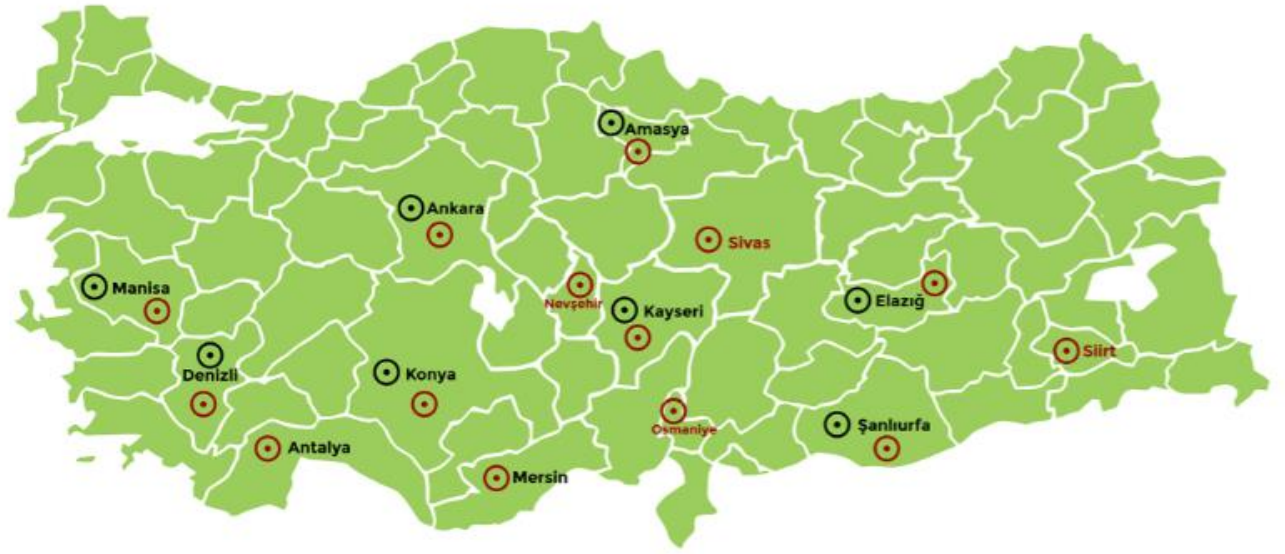 Amasya
Ankara
Sivas
Manisa
Nevşehir
Kayseri
Elazığ
Siirt
Denizli
Konya
Osmaniye
Şanlıurfa
Antalya
Mersin